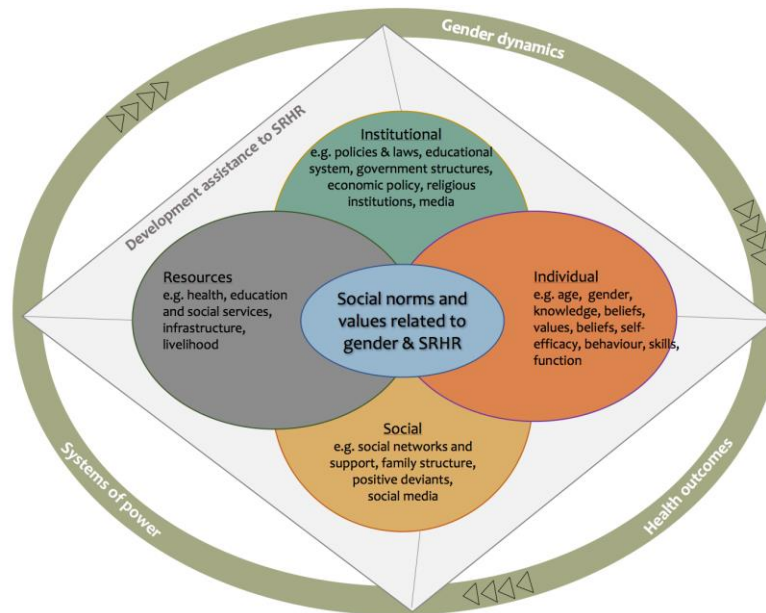 Gender dynamics
Development assistance to SRHR
Institutional
e.g. policies & laws, educational
system, government structures,
economic policy, religious
institutions, media
Resources
e.g. health, education
and social services,
infrastructure,
livelihood
Social norms and
values related to
gender & SRHR
Individual
e.g. age, gender,
knowledge, beliefs,
values, beliefs, self-
efficacy, behaviour, skills,
function
Social
e.g. social networks and
support, family structure,
positive deviants,
social media
Systems of power
Health outcomes